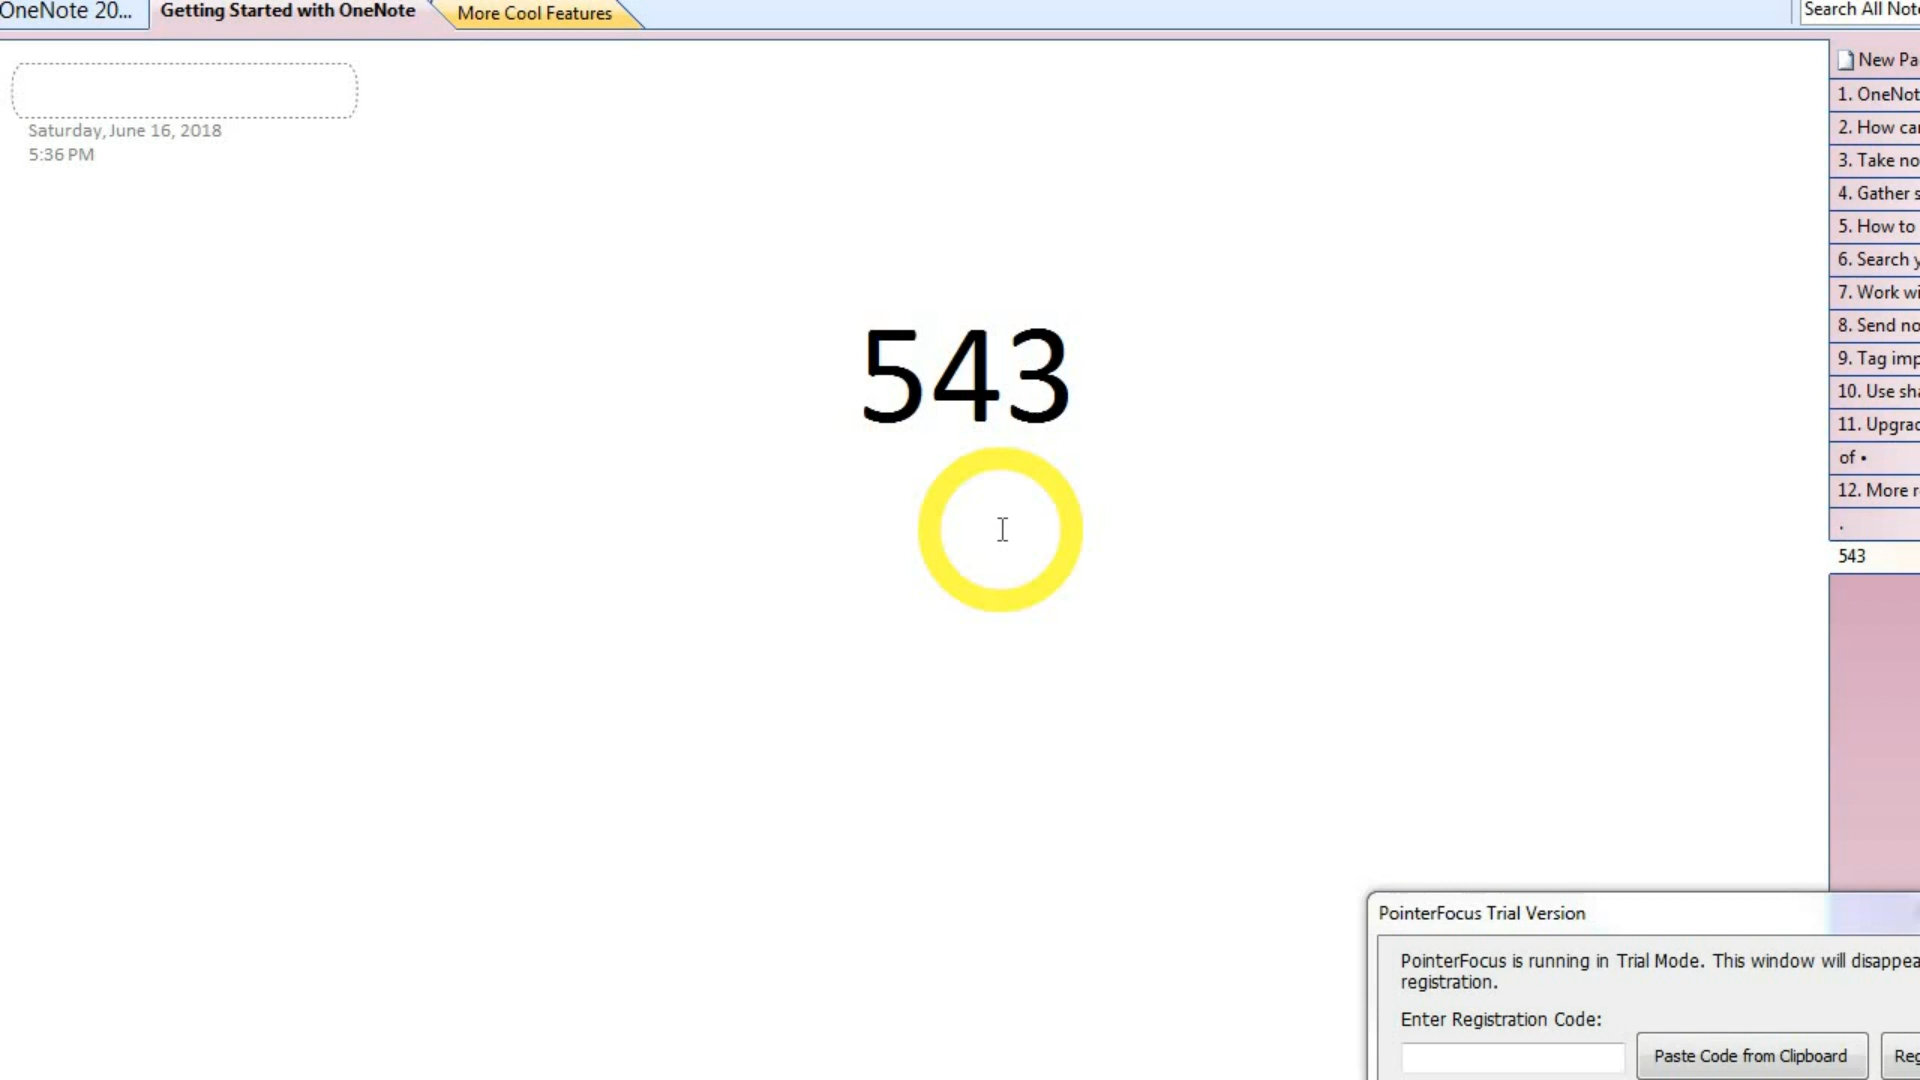 OneNote 20...
Getting Started with OneNote
More Cool Features
Search All Note
Saturday, June 16, 2018
5:36 PM
543
New Pa
1. OneNot
2. How can
3. Take no
4. Gather s
5. How to
6. Search y
7. Work wi
8. Send no
9. Tag imp
10. Use sha
11. Upgrad
of •
12. More r
.
543
PointerFocus Trial Version
PointerFocus is running in Trial Mode. This window will disappea
registration.
Enter Registration Code:
Paste Code from Clipboard
Reg